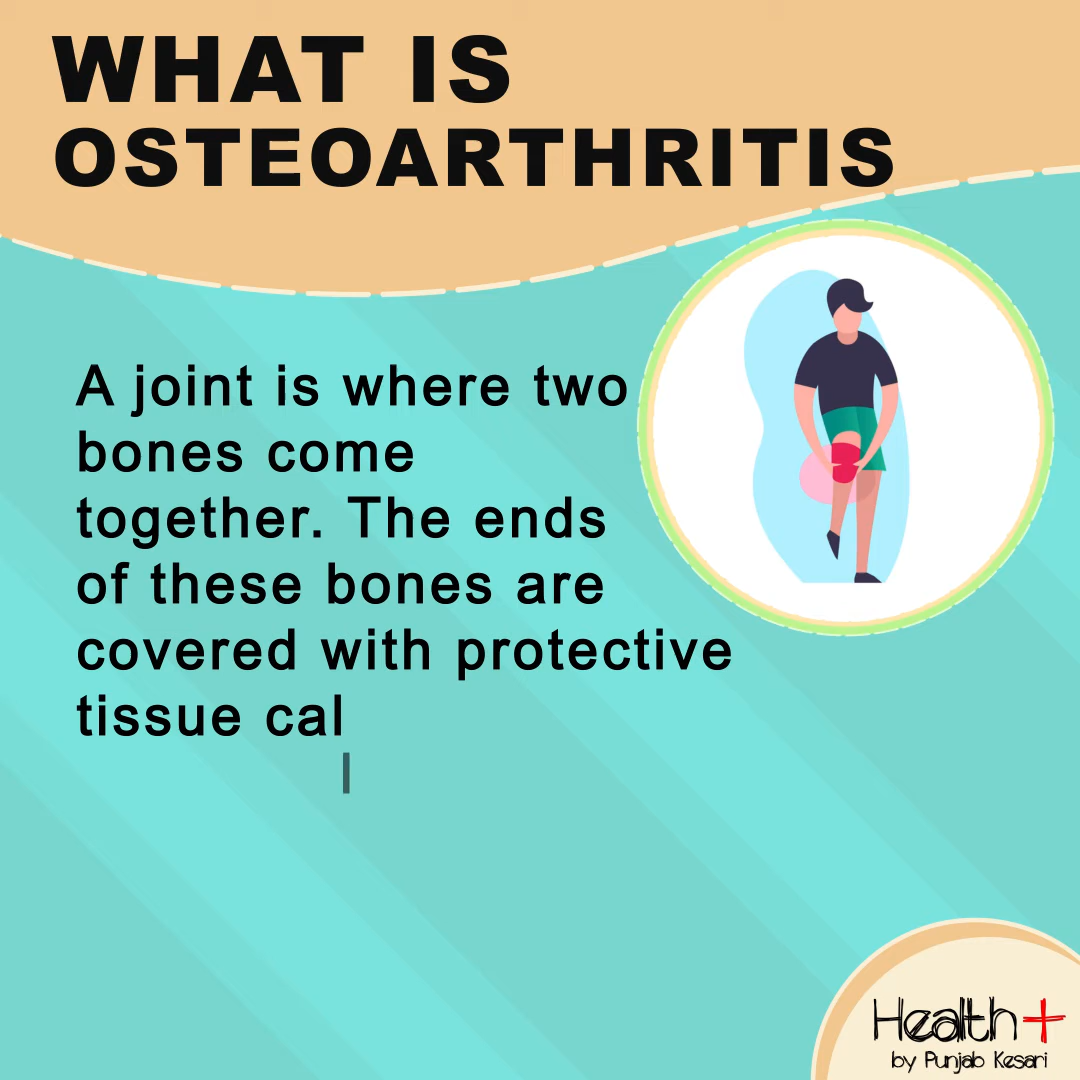 WHAT IS
OSTEOARTHRITIS
A joint is where two
bones come
together. The ends
of these bones are
covered with protective
tissue cal
Health+
by Punjab Kesari